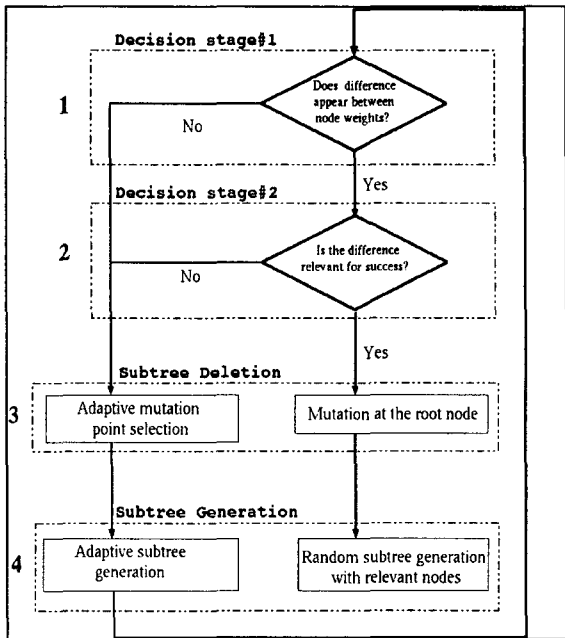 Decision stage#1
1
Does difference
appear between
node weights?
No
Yes
Decision stage#2
2
Is the difference
relevant for success?
No
Yes
Subtree Deletion
3
Adaptive mutation
point selection
Mutation at the root node
Subtree Generation
4
Adaptive subtree
generation
Random subtree generation
with relevant nodes